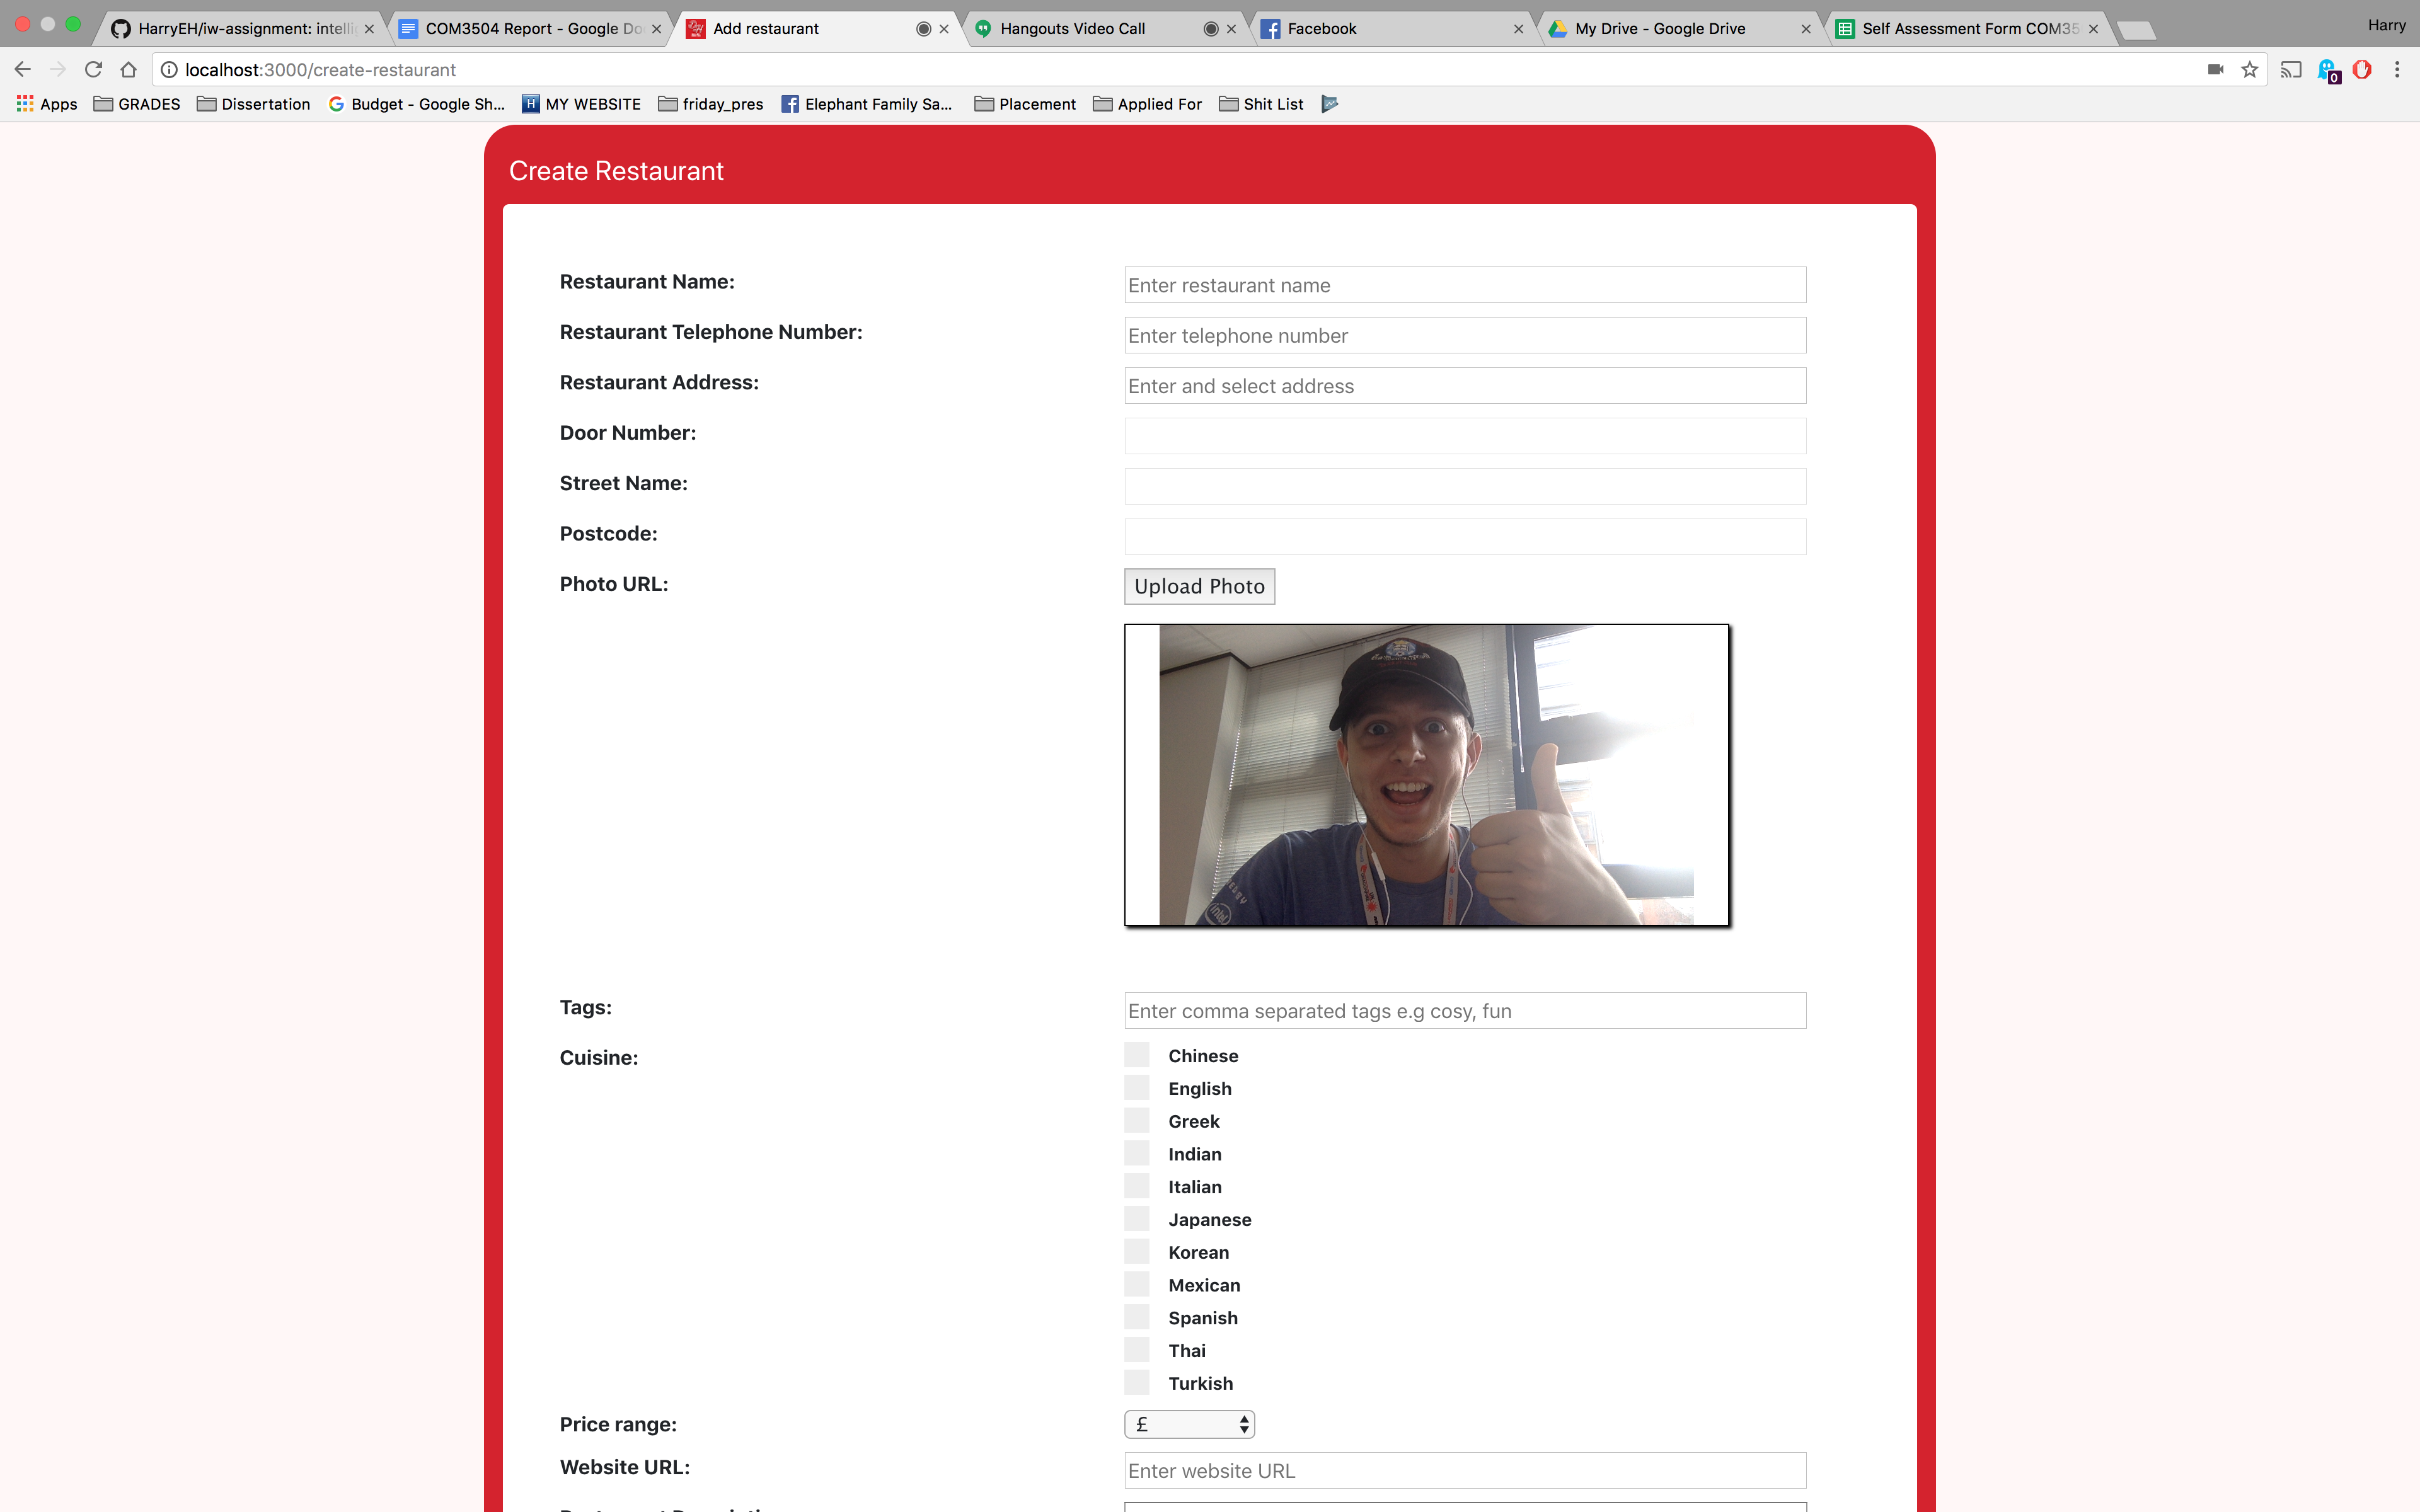 HarryEH/iw-assignment: intelli
COM3504 Report - Google Do
Add restaurant
Hangouts Video Call
Facebook
My Drive - Google Drive
Self Assessment Form COM35
Harry
localhost:3000/create-restaurant
0
Apps
GRADES
Dissertation
Budget - Google Sh...
MY WEBSITE
friday_pres
Elephant Family Sa...
Placement
Applied For
Shit List
Create Restaurant
Restaurant Name:
Enter restaurant name
Restaurant Telephone Number:
Enter telephone number
Restaurant Address:
Enter and select address
Door Number:
Street Name:
Postcode:
Photo URL:
Upload Photo
intel
Tags:
Enter comma separated tags e.g cosy, fun
Cuisine:
Chinese
English
Greek
Indian
Italian
Japanese
Korean
Mexican
Spanish
Thai
Turkish
Price range:
£
Website URL:
Enter website URL